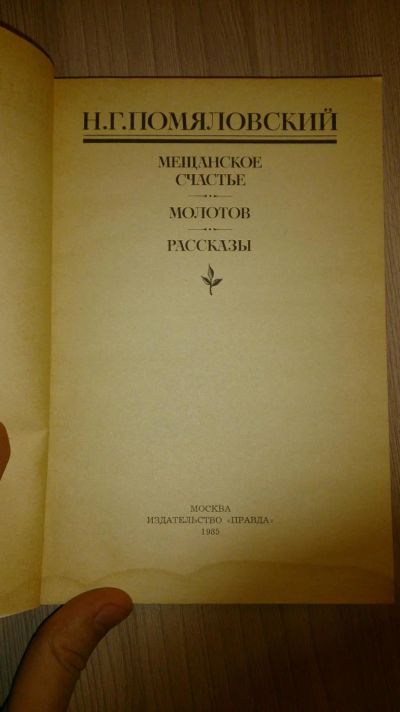 Н.Г.ПОМЯЛОВСКИЙ
МЕЩАНСКОЕ
СЧАСТЬЕ
МОЛОТОВ
РАССКАЗЫ
МОСКВА
ИЗДАТЕЛЬСТВО «ПРАВДА»
1985